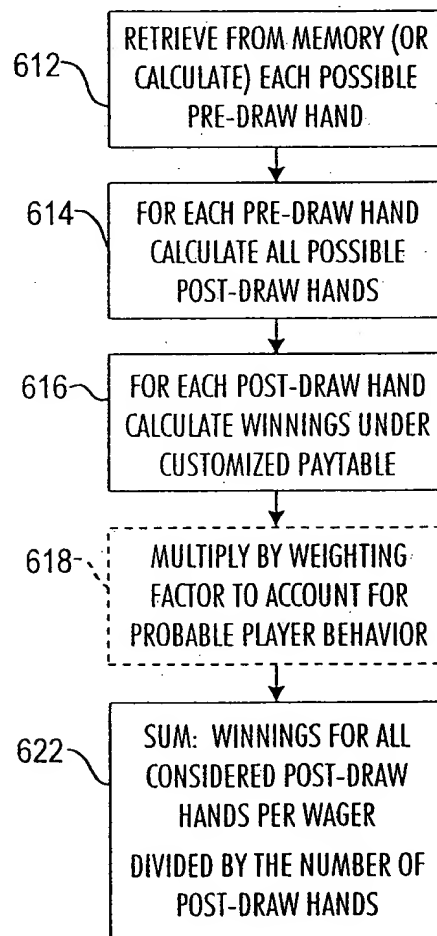 612
RETRIEVE FROM MEMORY (OR
CALCULATE) EACH POSSIBLE
PRE-DRAW HAND
614
FOR EACH PRE-DRAW HAND
CALCULATE ALL POSSIBLE
POST-DRAW HANDS
616
FOR EACH POST-DRAW HAND
CALCULATE WINNINGS UNDER
CUSTOMIZED PAYTABLE
618
MULTIPLY BY WEIGHTING
FACTOR TO ACCOUNT FOR
PROBABLE PLAYER BEHAVIOR
622
SUM: WINNINGS FOR ALL
CONSIDERED POST-DRAW
HANDS PER WAGER
DIVIDED BY THE NUMBER OF
POST-DRAW HANDS